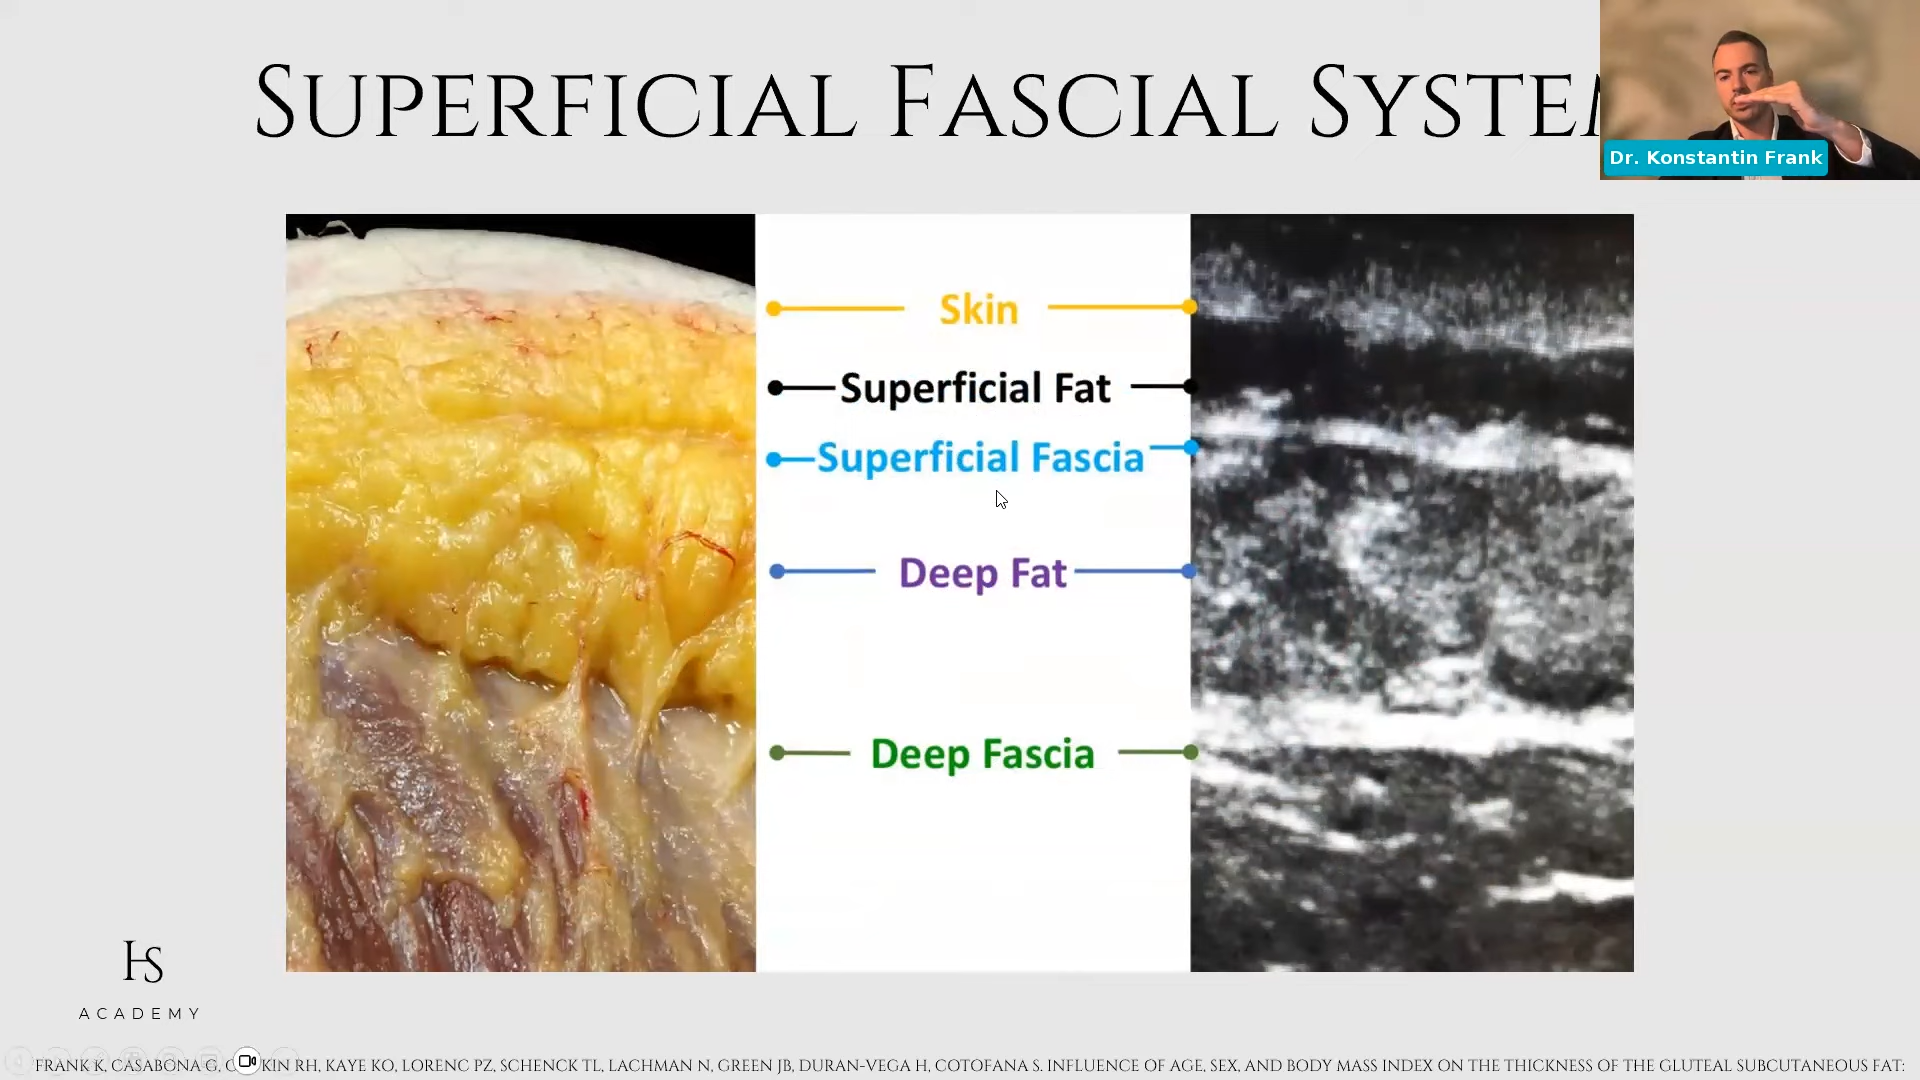 SUPERFICIAL FASCIAL SYSTE
Dr. Konstantin Frank
Skin
Superficial Fat
Superficial Fascia
Deep Fat
Deep Fascia
HS
ACADEMY
FRANK K, CASABONA G, KIN RH, KAYE KO, LORENC PZ, SCHENCK TL, LACHMAN N, GREEN JB, DURAN-VEGA H, COTOFANA S. INFLUENCE OF AGE, SEX, AND BODY MASS INDEX ON THE THICKNESS OF THE GLUTEAL SUBCUTANEOUS FAT: